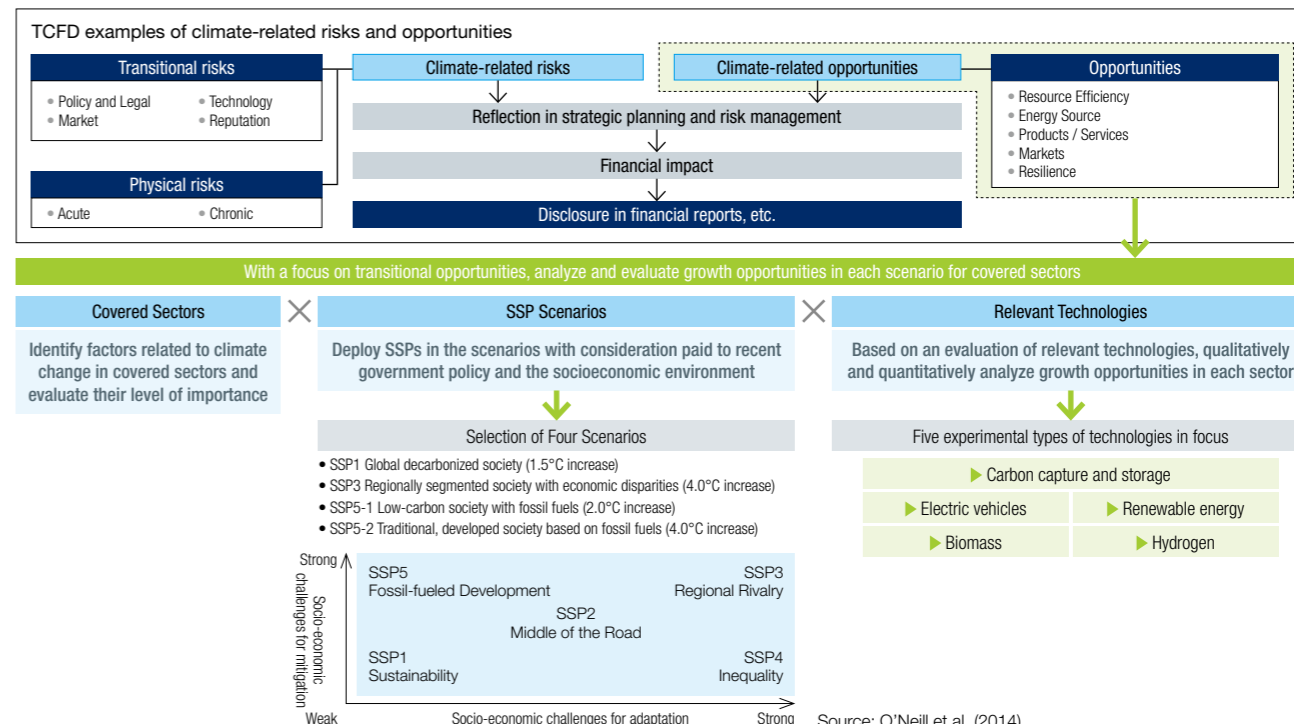 TCFD examples of climate-related risks and opportunities
Transitional risks
• Policy and Legal
• Technology
• Market
• Reputation
Physical risks
• Acute
• Chronic
Climate-related risks
Climate-related opportunities
Reflection in strategic planning and risk management
Financial impact
Disclosure in financial reports, etc.
Opportunities
• Resource Efficiency
• Energy Source
• Products / Services
• Markets
• Resilience
With a focus on transitional opportunities, analyze and evaluate growth opportunities in each scenario for covered sectors
Covered Sectors
Identify factors related to climate
change in covered sectors and
evaluate their level of importance
SSP Scenarios
Deploy SSPs in the scenarios with consideration paid to recent
government policy and the socioeconomic environment
Selection of Four Scenarios
• SSP1 Global decarbonized society (1.5°C increase)
• SSP3 Regionally segmented society with economic disparities (4.0°C increase)
• SSP5-1 Low-carbon society with fossil fuels (2.0°C increase)
• SSP5-2 Traditional, developed society based on fossil fuels (4.0°C increase)
Relevant Technologies
Based on an evaluation of relevant technologies, qualitatively
and quantitatively analyze growth opportunities in each sector
Five experimental types of technologies in focus
Carbon capture and storage
Electric vehicles
Renewable energy
Biomass
Hydrogen
Strong
Socio-economic
challenges for mitigation
SSP5
Fossil-fueled Development
SSP3
Regional Rivalry
SSP2
Middle of the Road
SSP1
Sustainability
SSP4
Inequality
Weak
Socio-economic challenges for adaptation
Strong
Source: O'Neill et al. (2014)